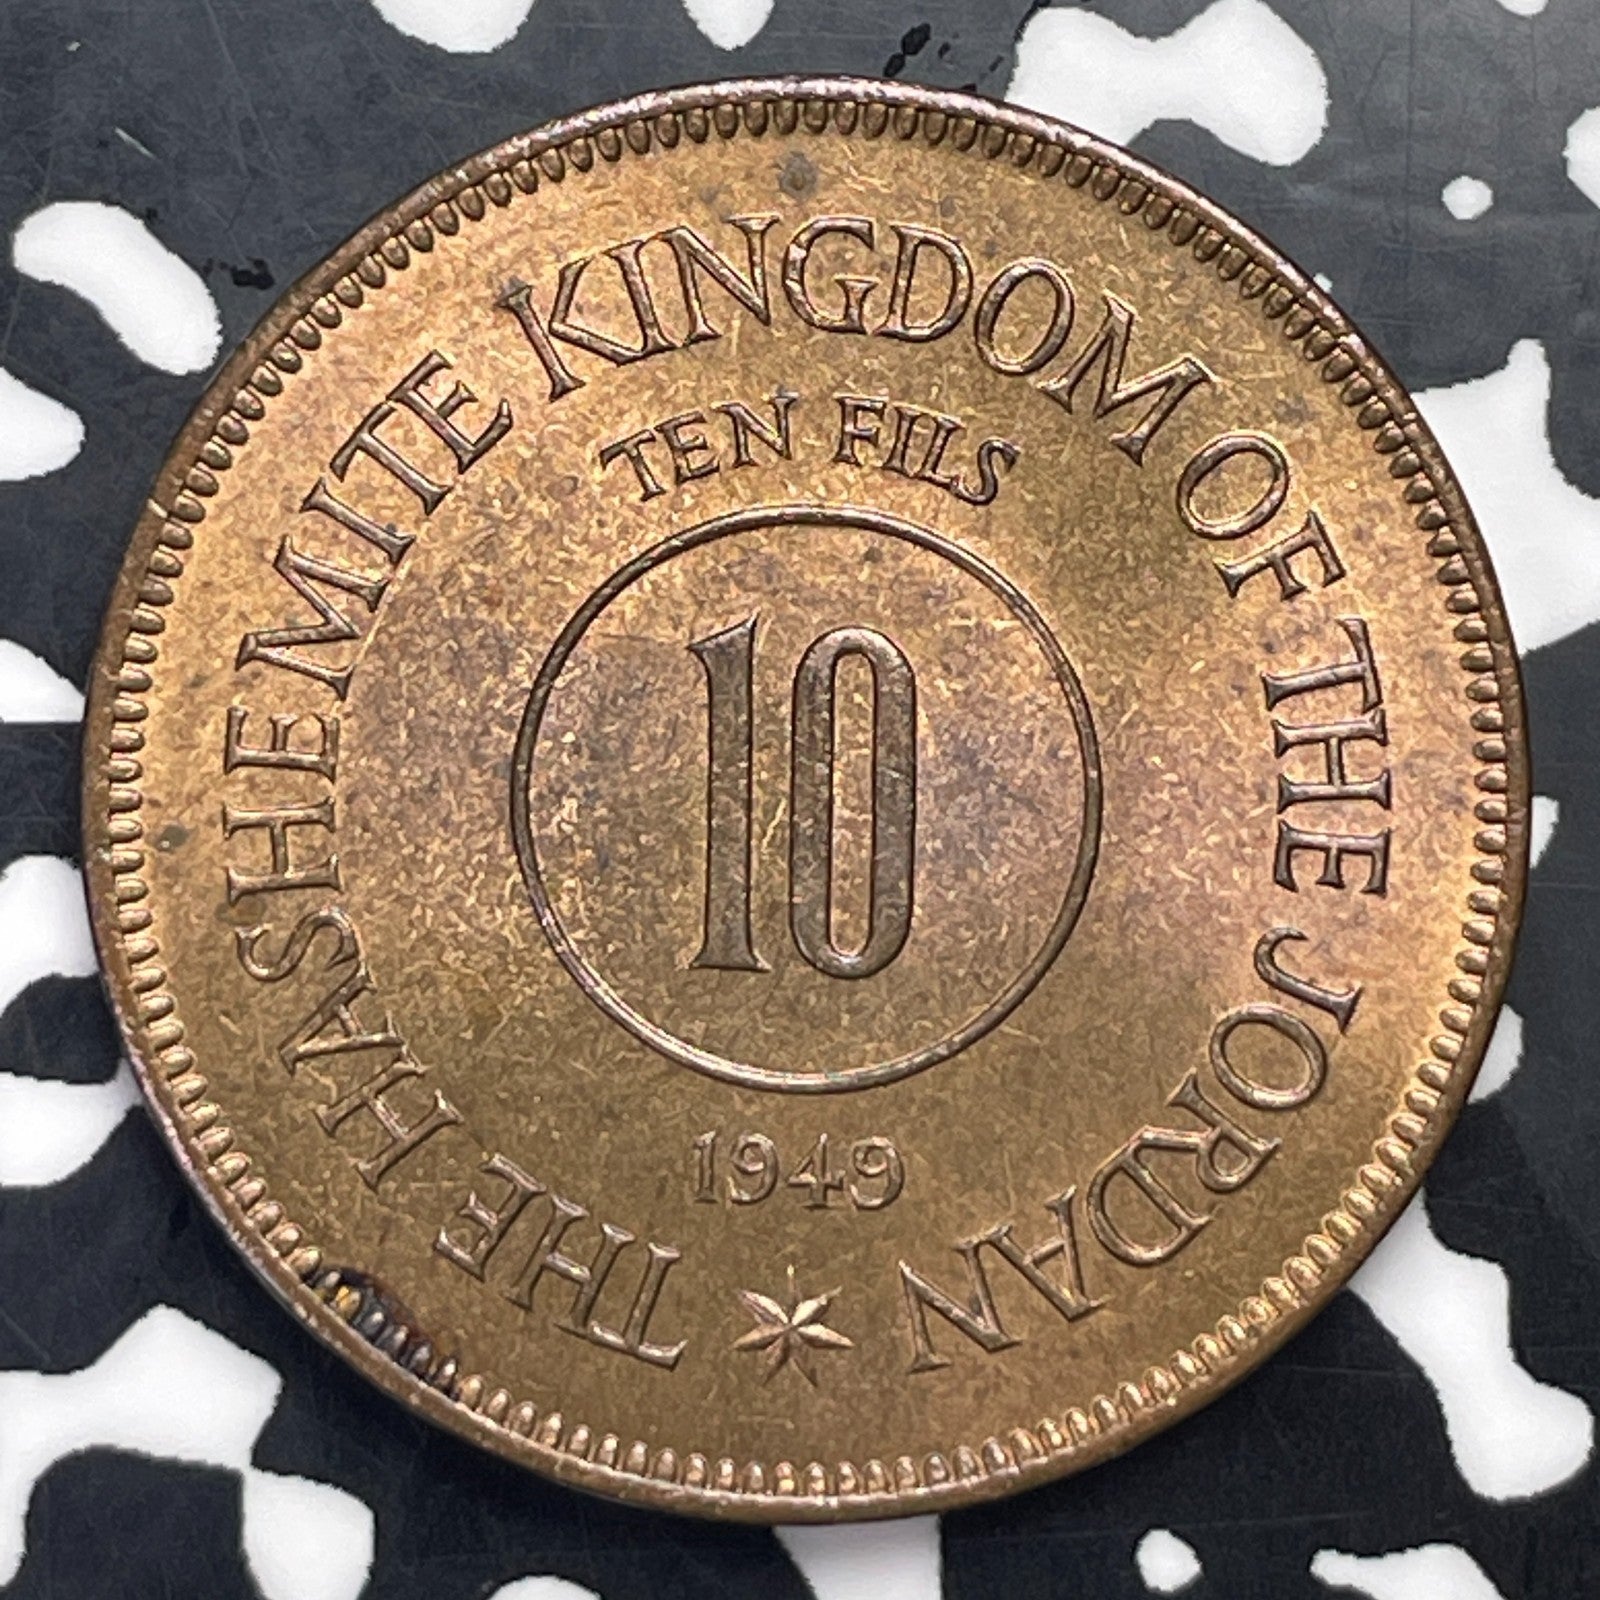 THE HASHEMITE KINGDOM OF THE JORDAN
TEN FILS
10
1949